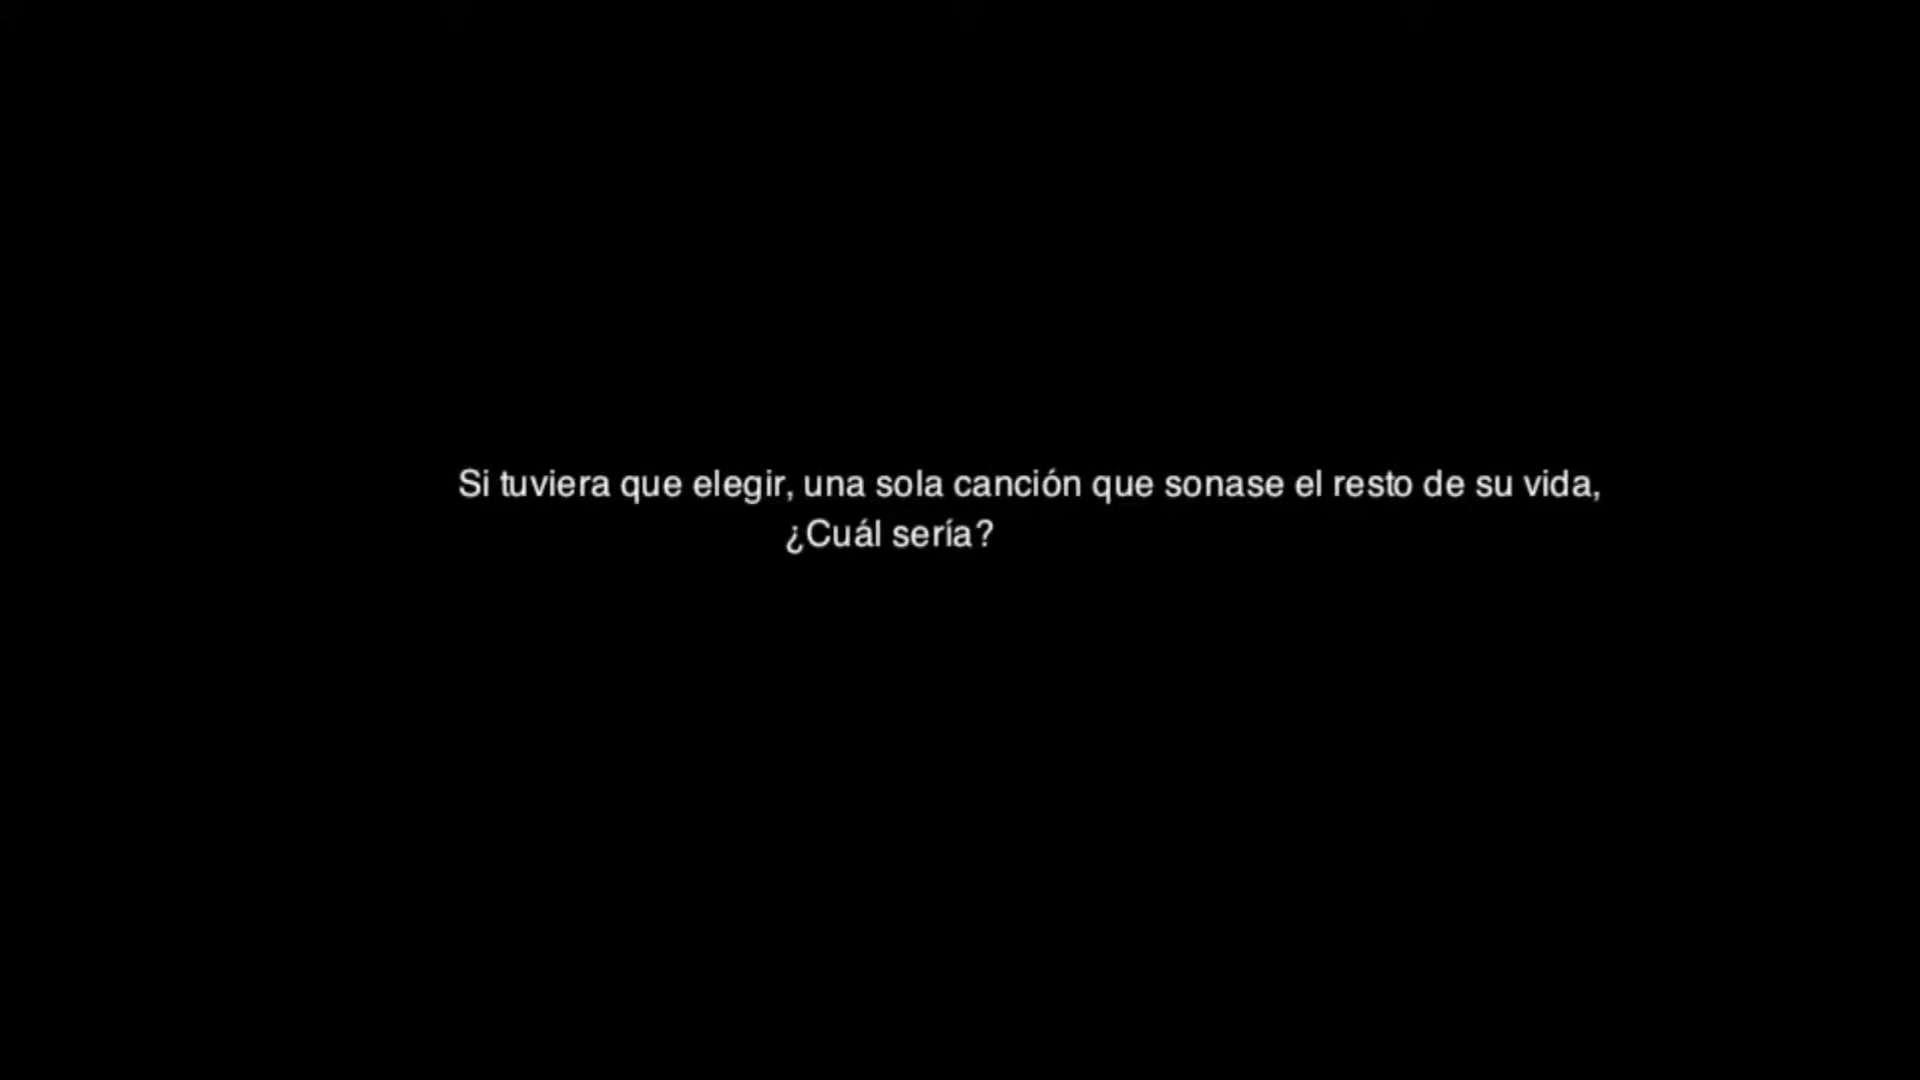 Si tuviera que elegir, una sola canción que sonase el resto de su vida,
¿Cuál sería?